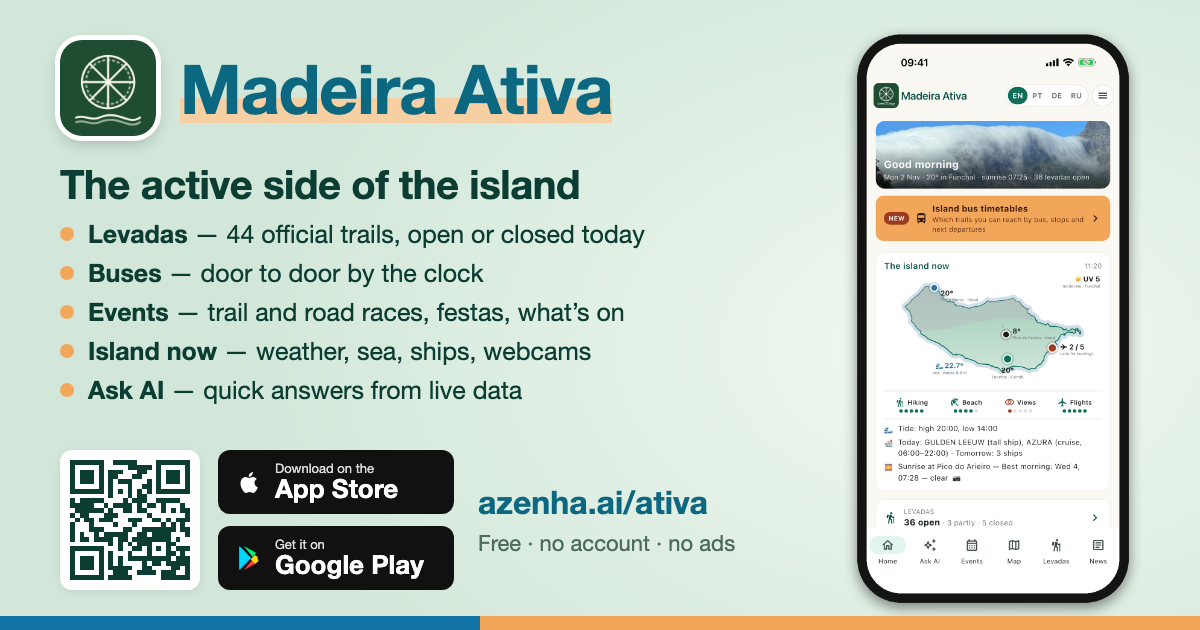 Madeira Ativa
The active side of the island
Levadas — 44 official trails, open or closed today
Buses — door to door by the clock
Events — trail and road races, festas, what's on
Island now — weather, sea, ships, webcams
Ask AI — quick answers from live data
Download on the
App Store
Get it on
Google Play
azenha.ai/ativa
Free · no account · no ads
09:41
Madeira Ativa
EN PT DE RU
Good morning
Mon 2 Nov · 20° in Funchal · sunrise 07:25 · 36 levadas open
NEW
Island bus timetables
Which trails you can reach by bus, stops and
next departures
The island now 11:20
UV 5
moderate · Funchal
20°
8°
2 / 5
22.7°
20°
Funchal · 6 kmh
Hiking Beach Views Flights
Tide: high 20:00, low 14:00
Today: GULDEN LEEUW (tall ship), AZURA (cruise,
06:00–22:00) · Tomorrow: 3 ships
Sunrise at Pico do Arieiro — Best morning: Wed 4,
07:28 — clear
LEVADAS
36 open · 3 partly · 5 closed
Home Ask AI Events Map Levadas News